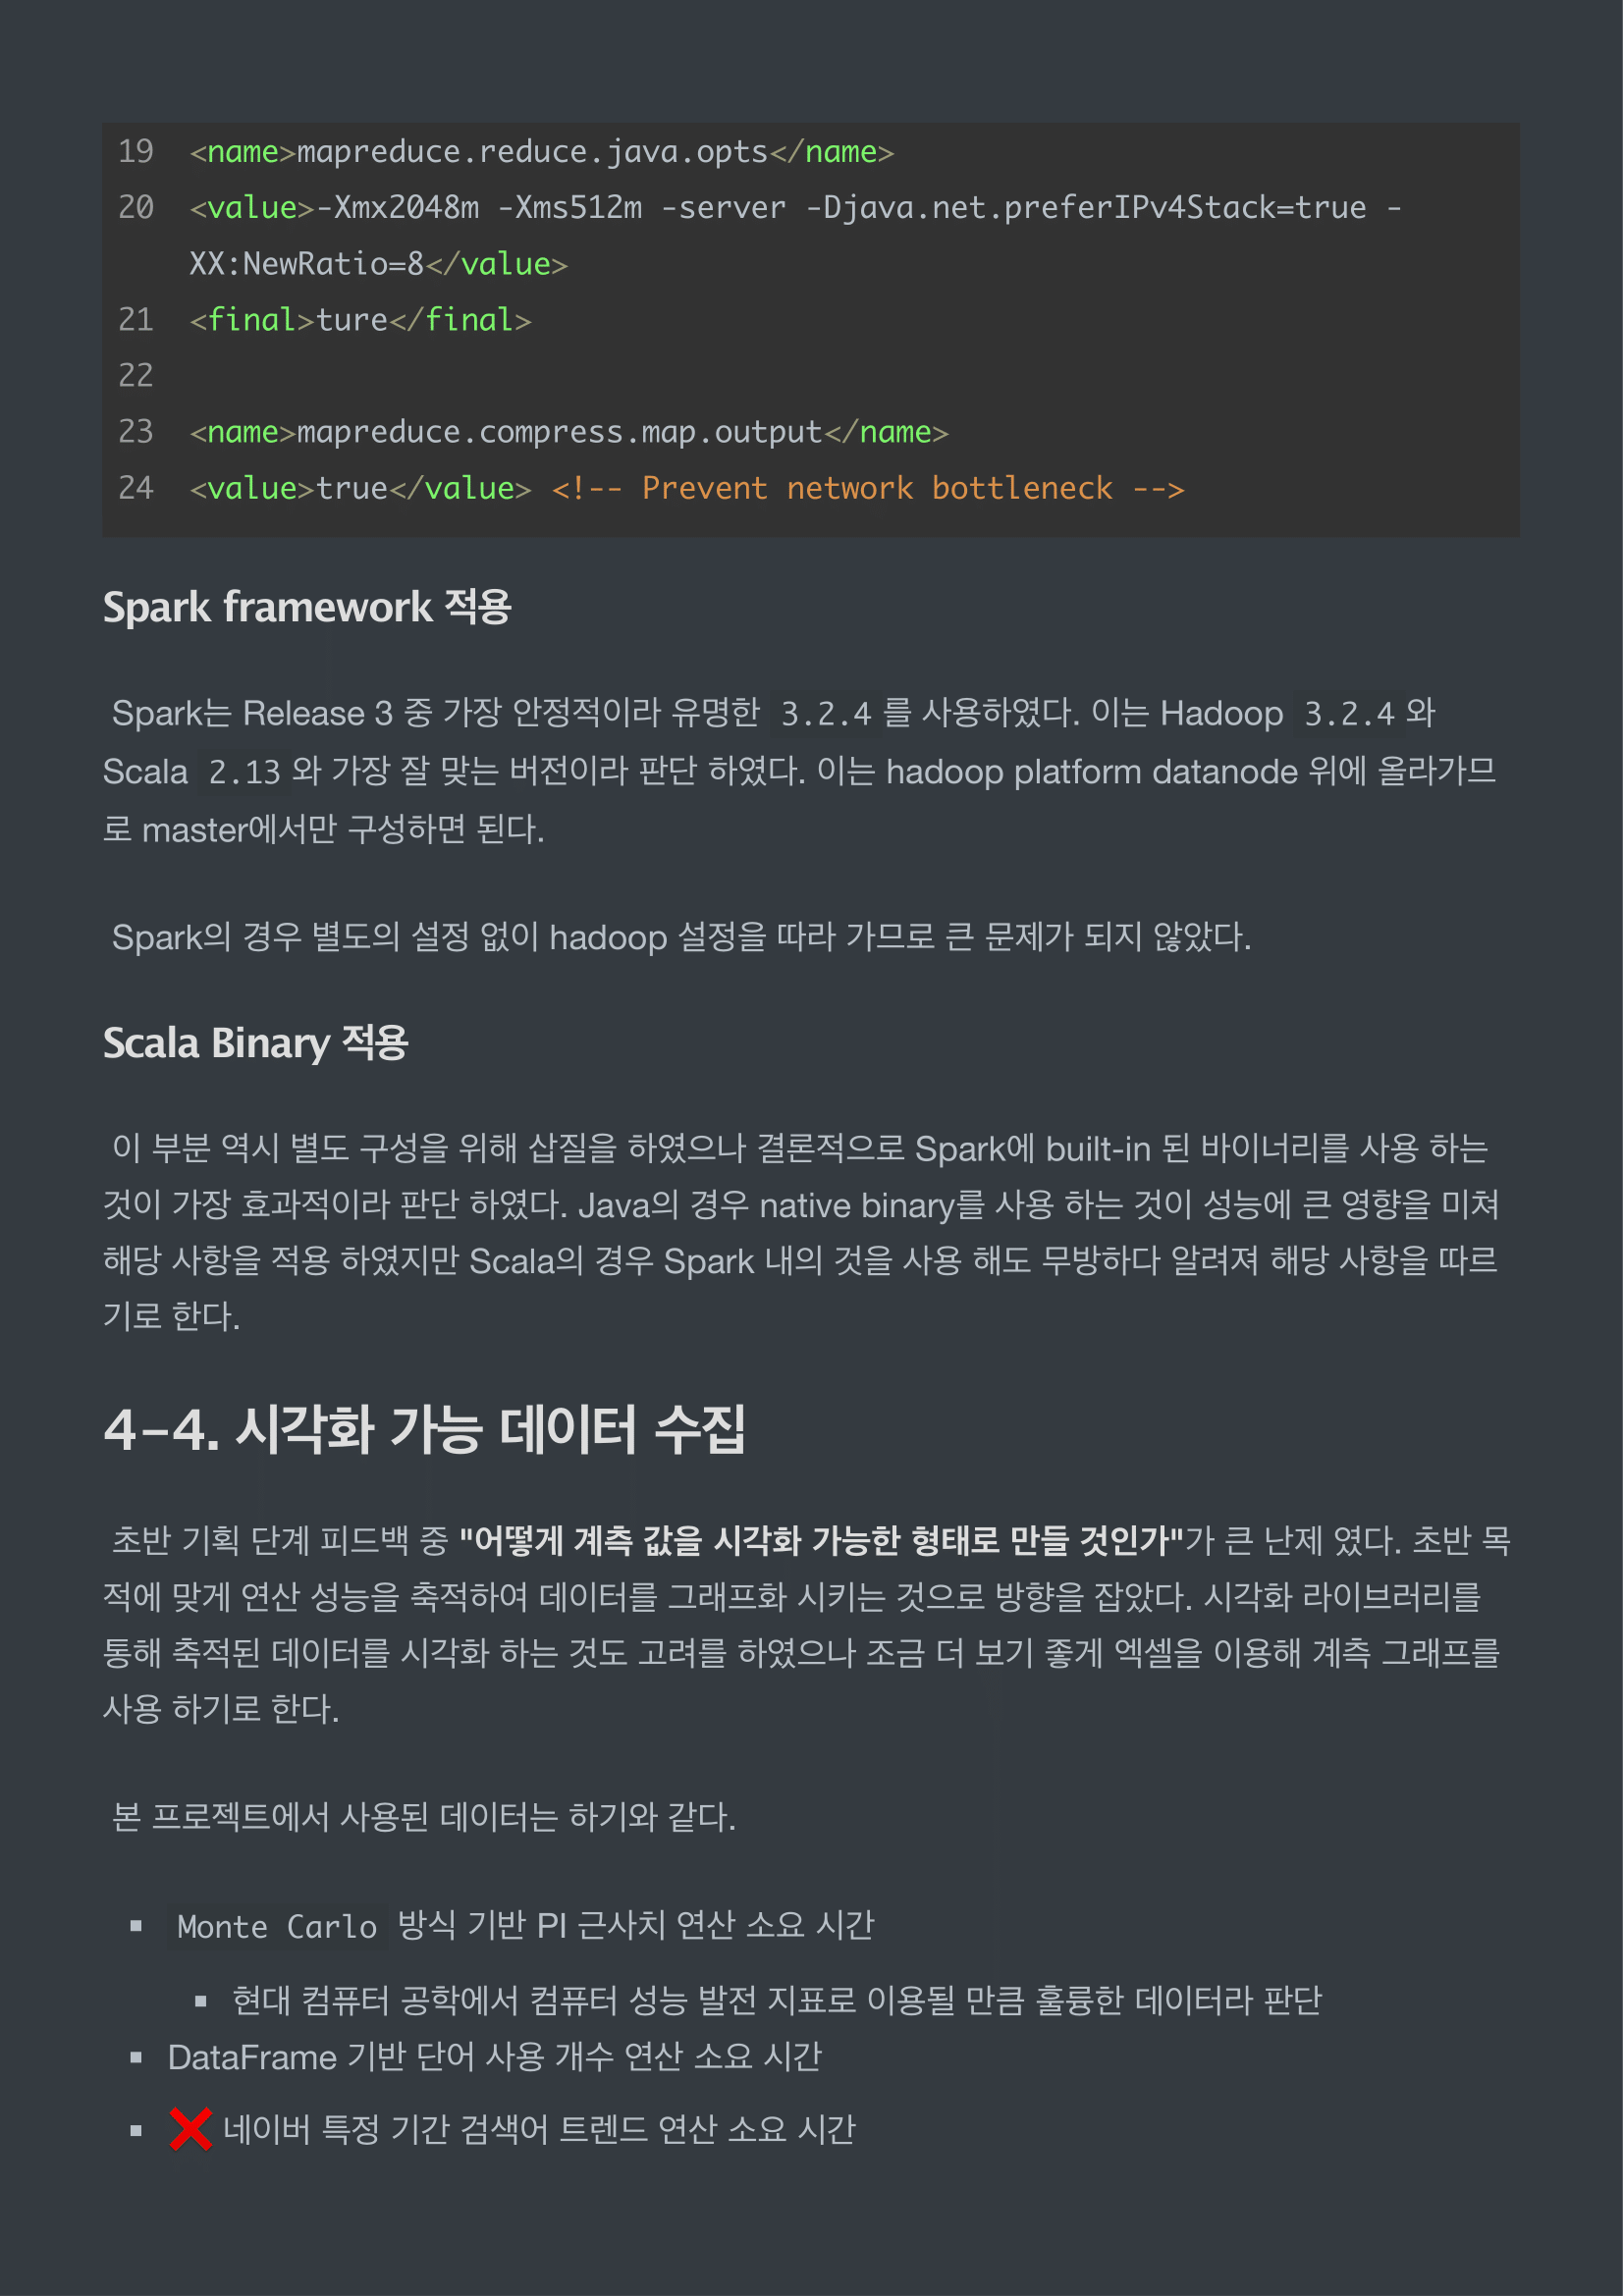 19 <name>mapreduce.reduce.java.opts</name>
20 <value>-Xmx2048m -Xms512m -server -Djava.net.preferIPv4Stack=true -
XX:NewRatio=8</value>
21 <final>ture</final>
22
23 <name>mapreduce.compress.map.output</name>
24 <value>true</value> <!-- Prevent network bottleneck -->
Spark framework 적용
Spark는 Release 3 중 가장 안정적이라 유명한 3.2.4 를 사용하였다. 이는 Hadoop 3.2.4 와
Scala 2.13 와 가장 잘 맞는 버전이라 판단 하였다. 이는 hadoop platform datanode 위에 올라가므
로 master에서만 구성하면 된다.
Spark의 경우 별도의 설정 없이 hadoop 설정을 따라 가므로 큰 문제가 되지 않았다.
Scala Binary 적용
이 부분 역시 별도 구성을 위해 삽질을 하였으나 결론적으로 Spark에 built-in 된 바이너리를 사용 하는
것이 가장 효과적이라 판단 하였다. Java의 경우 native binary를 사용 하는 것이 성능에 큰 영향을 미쳐
해당 사항을 적용 하였지만 Scala의 경우 Spark 내의 것을 사용 해도 무방하다 알려져 해당 사항을 따르
기로 한다.
4-4. 시각화 가능 데이터 수집
초반 기획 단계 피드백 중 "어떻게 계측 값을 시각화 가능한 형태로 만들 것인가"가 큰 난제 였다. 초반 목
적에 맞게 연산 성능을 축적하여 데이터를 그래프화 시키는 것으로 방향을 잡았다. 시각화 라이브러리를
통해 축적된 데이터를 시각화 하는 것도 고려를 하였으나 조금 더 보기 좋게 엑셀을 이용해 계측 그래프를
사용 하기로 한다.
본 프로젝트에서 사용된 데이터는 하기와 같다.
▪ Monte Carlo 방식 기반 PI 근사치 연산 소요 시간
▪ 현대 컴퓨터 공학에서 컴퓨터 성능 발전 지표로 이용될 만큼 훌륭한 데이터라 판단
▪ DataFrame 기반 단어 사용 개수 연산 소요 시간
▪ ❌ 네이버 특정 기간 검색어 트렌드 연산 소요 시간